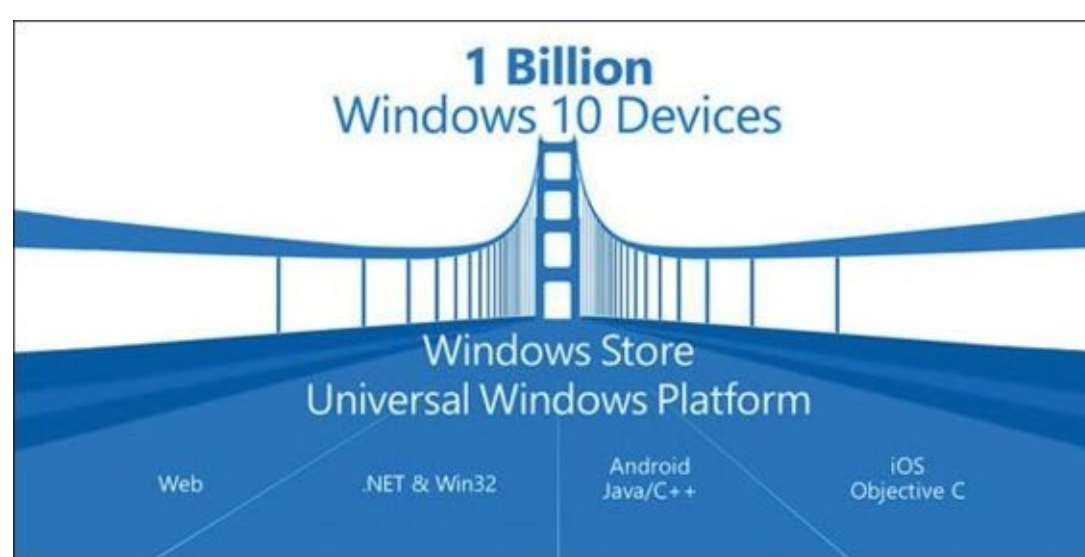 1 Billion
Windows 10 Devices
Windows Store
Universal Windows Platform
Web
.NET & Win32
Android
Java/C++
iOS
Objective C